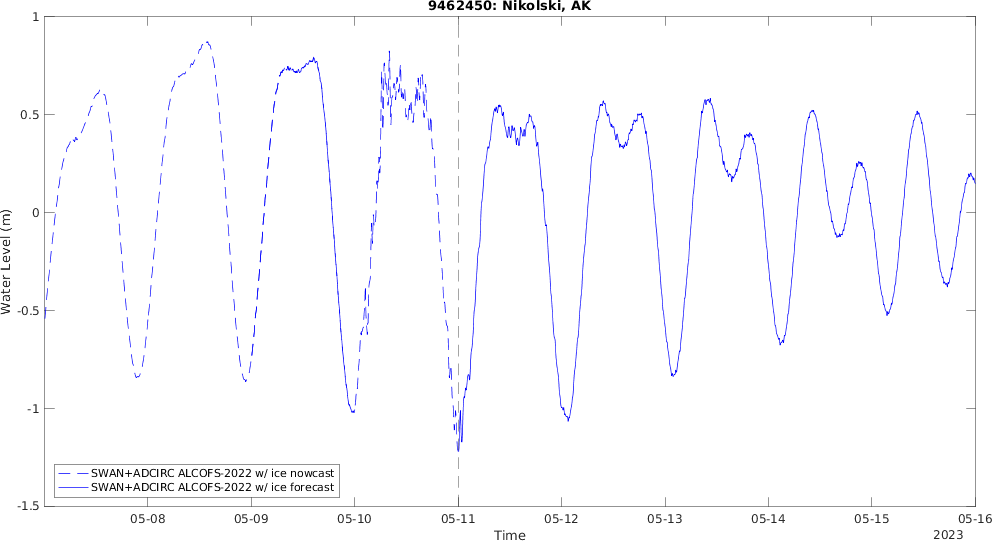 9462450: Nikolski, AK
1
0.5
0
-0.5
-1
-1.5
Water Level (m)
SWAN+ADCIRC ALCOFS-2022 w/ ice nowcast
SWAN+ADCIRC ALCOFS-2022 w/ ice forecast
05-08 05-09 05-10 05-11 05-12 05-13 05-14 05-15 05-16
Time
2023